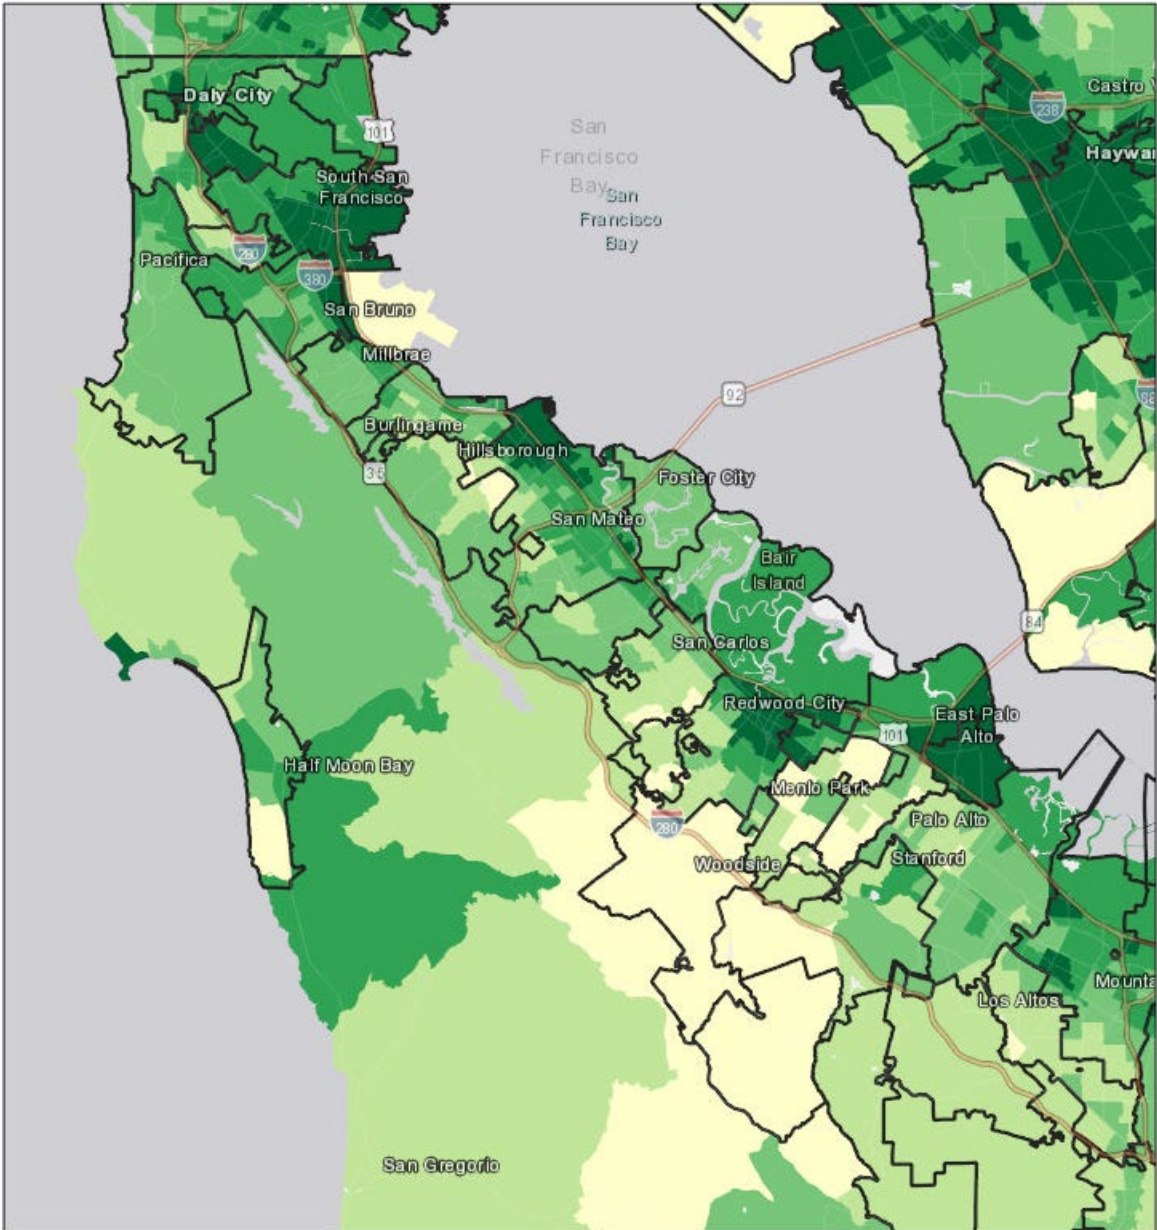 Castro V
Daly City
238
101
San
Francisco
Bay
Haywar
South San
Francisco
San
Francisco
Bay
280
Pacifica
380
San Bruno
Millbrae
92
Burlingame
Hillsborough
35
Foster City
San Mateo
Bair
Island
84
San Carlos
Redwood City
East Palo
Alto
101
Half Moon Bay
Menlo Park
Palo Alto
280
Stanford
Woodside
Mounta
Los Altos
San Gregorio